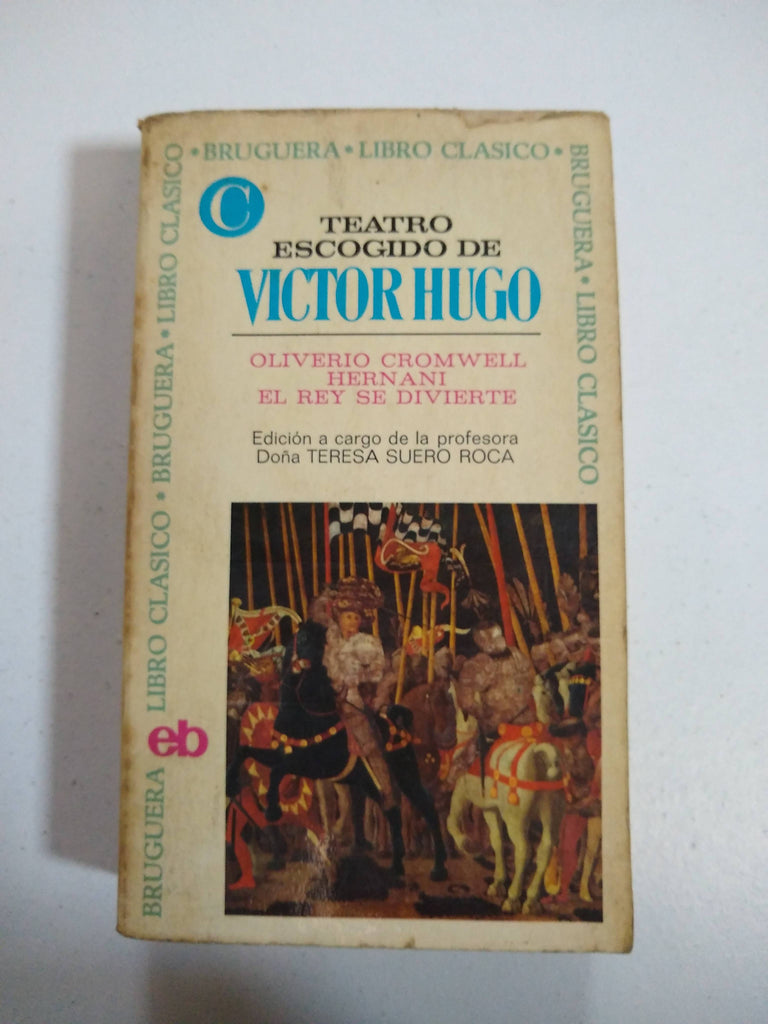 * BRUGUERA * LIBRO CLASICO *
BRUGUERA * LIBRO CLASICO
BRUGUERA LIBRO CLASICO * BRUGUERA * LIBRO CLASICO
C
TEATRO
ESCOGIDO DE
VICTOR HUGO
OLIVERIO CROMWELL
HERNANI
EL REY SE DIVIERTE
Edición a cargo de la profesora
Doña TERESA SUERO ROCA
eb